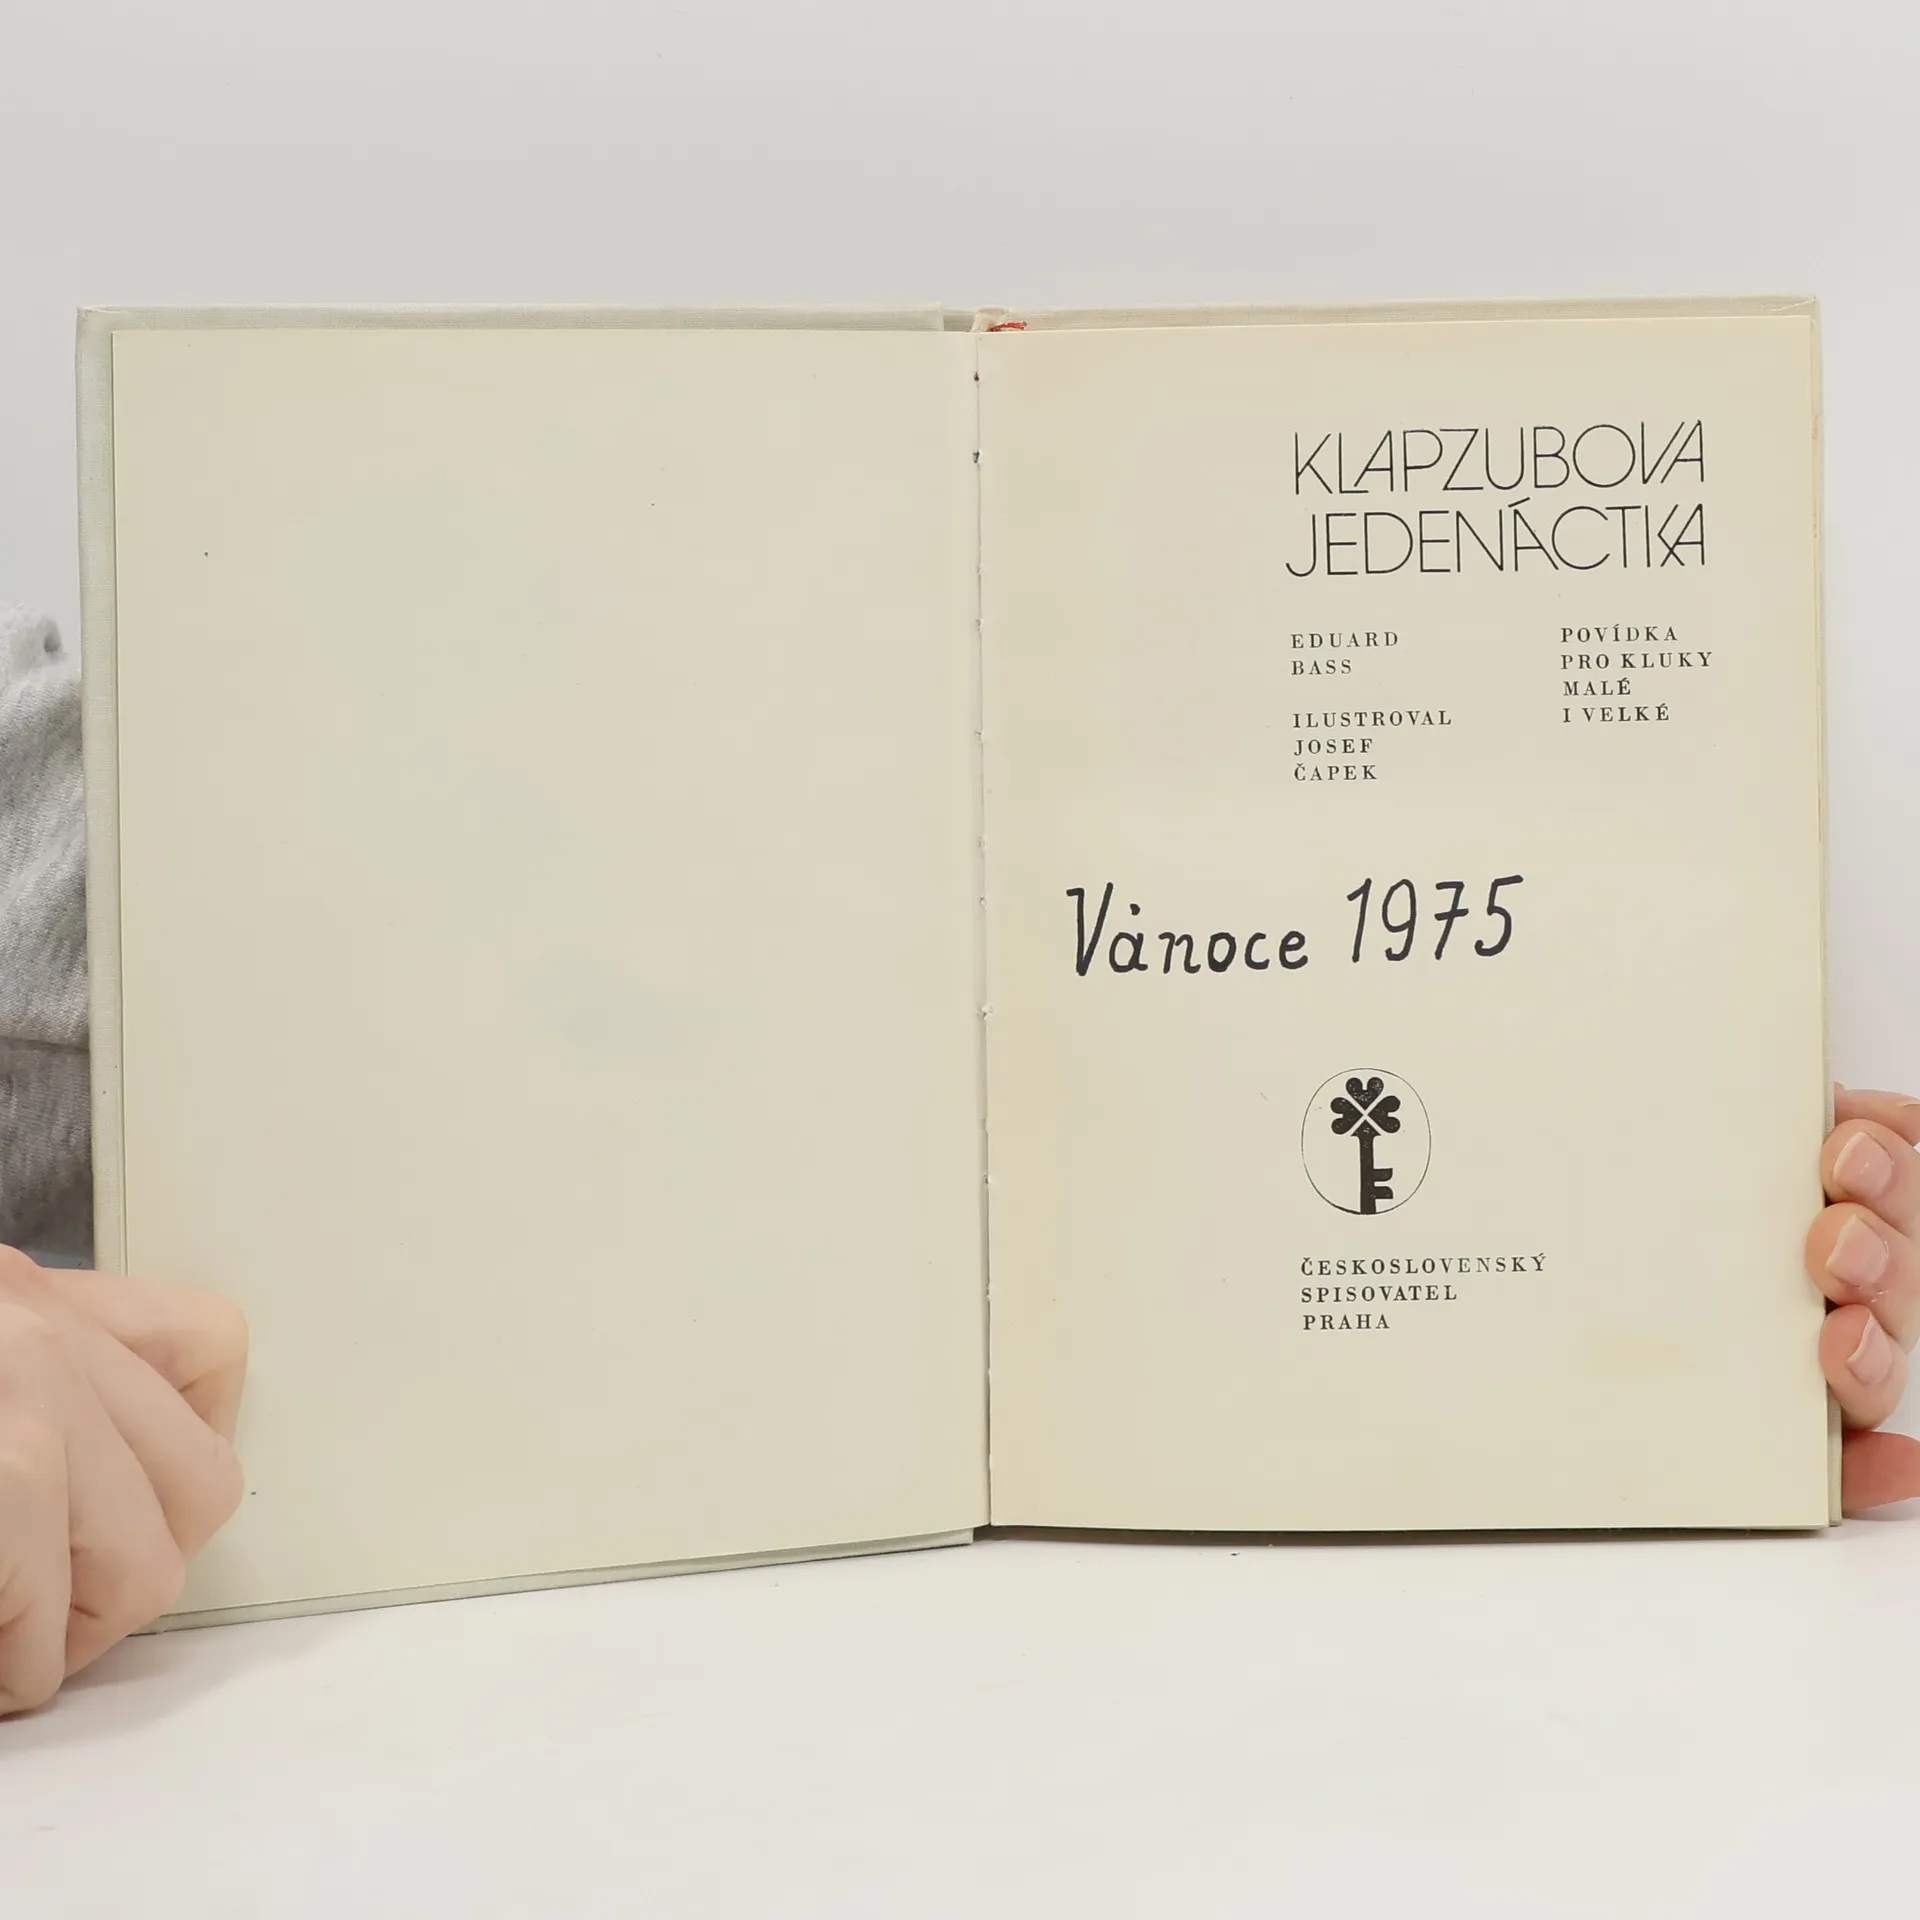 KLAPZUBOVA
JEDENÁCTKA
EDUARD
BASS
ILUSTROVAL
JOSEF
ČAPEK
POVÍDKA
PRO KLUKY
MALÉ
I VELKÉ
Vánoce 1975
ČESKOSLOVENSKÝ
SPISOVATEL
PRAHA